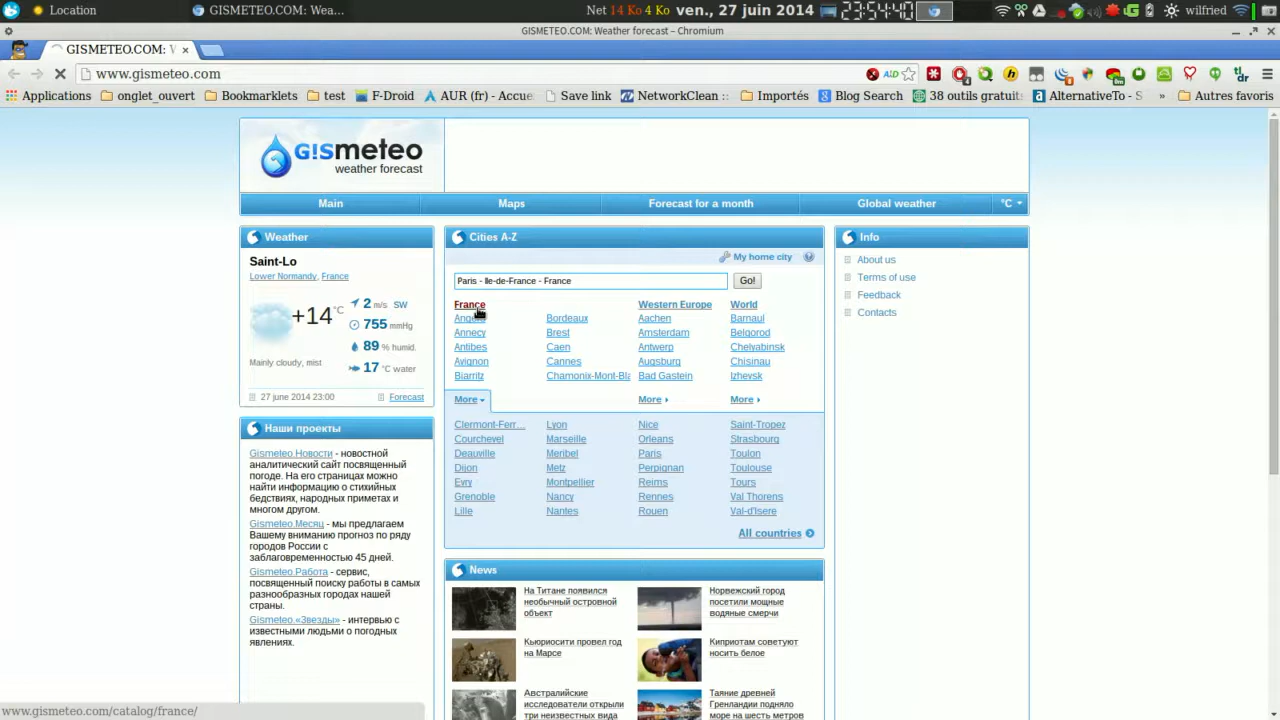 Location
GISMETEO.COM: Wea...
Net 14 Ko 4 Ko ven., 27 juin 2014
23:54:40
wilfried
GISMETEO.COM: Weather forecast – Chromium
GISMETEO.COM: W
www.gismeteo.com
Applications
onglet_ouvert
Bookmarklets
test
F-Droid
AUR (fr) - Accue
Save link
NetworkClean ::
Importés
Blog Search
38 outils gratuits
AlternativeTo - S
»
Autres favoris
GISmeteo
weather forecast
Main
Maps
Forecast for a month
Global weather
°C
Weather
Saint-Lo
Lower Normandy, France
+14 °C
2 m/s SW
755 mmHg
89 % humid.
17 °C water
Mainly cloudy, mist
27 june 2014 23:00
Forecast
Наши проекты
Gismeteo.Новости - новостной
аналитический сайт посвященный
погоде. На его страницах можно
найти информацию о стихийных
бедствиях, народных приметах и
многом другом.
Gismeteo.Месяц - мы предлагаем
Вашему вниманию прогноз по ряду
городов России с
заблаговременностью 45 дней.
Gismeteo.Работа - сервис,
посвященный поиску работы в самых
разнообразных городах нашей
страны.
Gismeteo.«Звезды» - интервью с
известными людьми о погодных
явлениях.
Cities A-Z
My home city
Paris - Ile-de-France - France
Go!
France
Western Europe
World
Bordeaux
Aachen
Barnaul
Annecy
Brest
Amsterdam
Belgorod
Antibes
Caen
Antwerp
Chelyabinsk
Avignon
Cannes
Augsburg
Chisinau
Biarritz
Chamonix-Mont-Bla
Bad Gastein
Izhevsk
More
More
More
Clermont-Ferr...
Lyon
Nice
Saint-Tropez
Courchevel
Marseille
Orleans
Strasbourg
Deauville
Meribel
Paris
Toulon
Dijon
Metz
Perpignan
Toulouse
Evry
Montpellier
Reims
Tours
Grenoble
Nancy
Rennes
Val Thorens
Lille
Nantes
Rouen
Val-d'Isere
All countries
News
На Титане появился
необычный островной
объект
Норвежский город
посетили мощные
водяные смерчи
Кьюриосити провел год
на Марсе
Киприотам советуют
носить белое
Австралийские
исследователи открыли
три неизвестных вида
Таяние древней
Гренландии подняло
море на шесть метров
Info
About us
Terms of use
Feedback
Contacts
www.gismeteo.com/catalog/france/